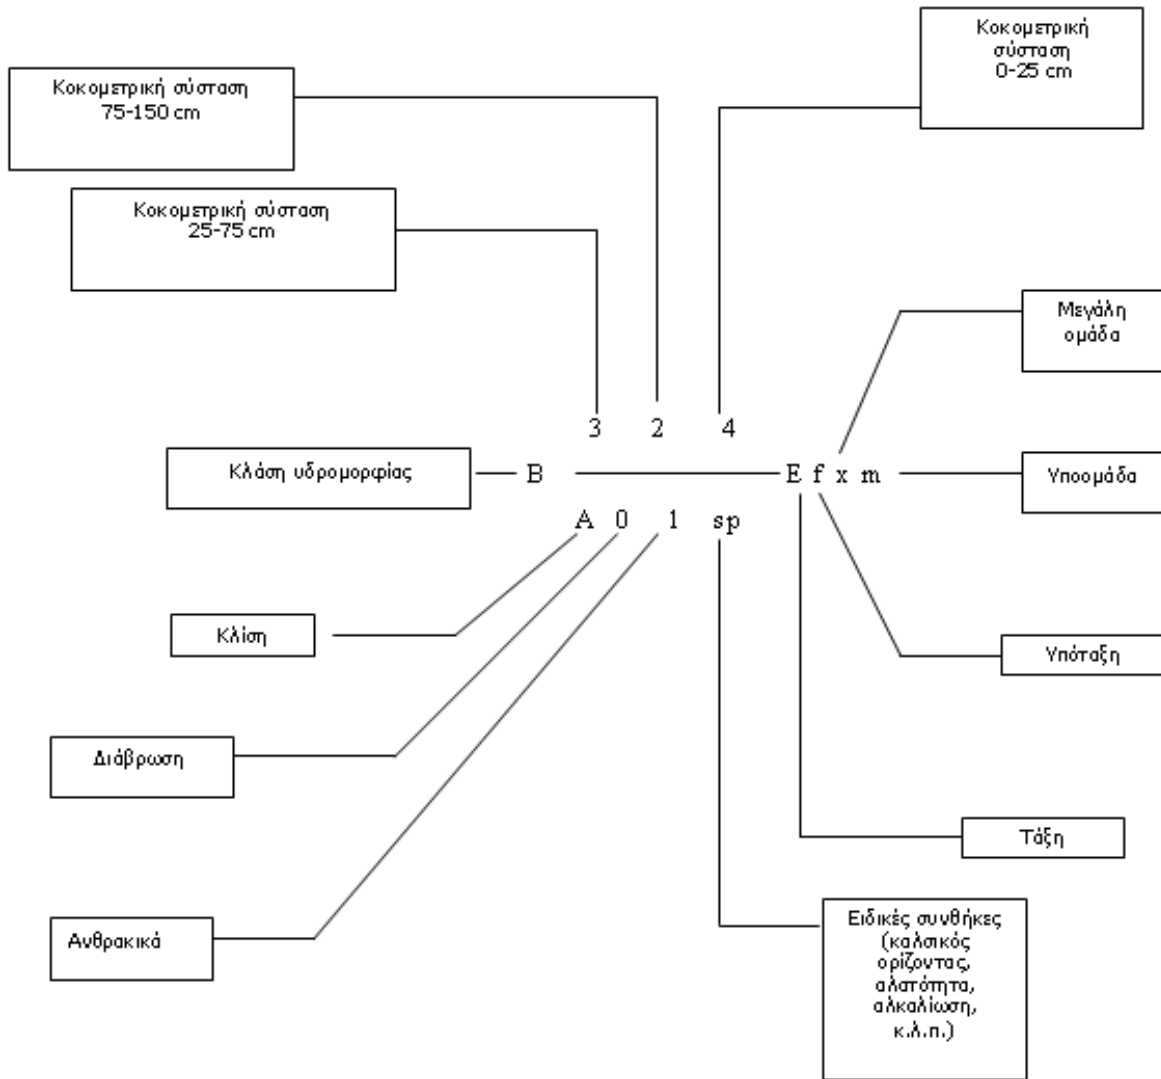 Κοκομετρική
σύσταση
0-25 cm
Κοκομετρική σύσταση
75-150 cm
Κοκομετρική σύσταση
25-75 cm
Μεγάλη
ομάδα
3 2 4
Κλάση υδρομορφίας
B
E f x m
Υποομάδα
A 0 1 sp
Κλίση
Υπόταξη
Διάβρωση
Τάξη
Ανθρακικά
Ειδικές συνθήκες
(καλσικός
ορίζοντας,
αλατότητα,
αλκαλίωση,
κ.λ.π.)